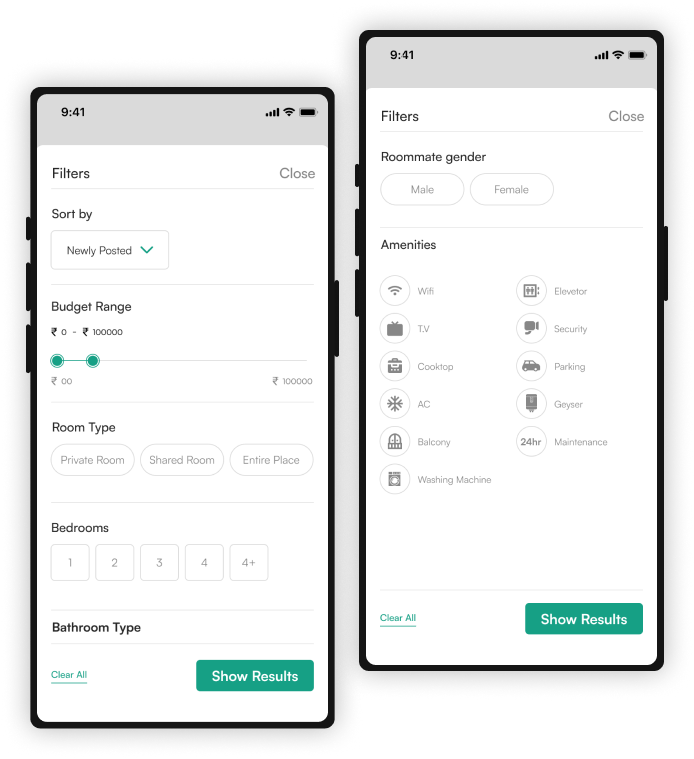 9:41
Filters
Close
Sort by
Newly Posted
Budget Range
₹ 0 - ₹ 100000
₹ 00
₹ 100000
Room Type
Private Room
Shared Room
Entire Place
Bedrooms
1
2
3
4
4+
Bathroom Type
Clear All
Show Results
9:41
Filters
Close
Roommate gender
Male
Female
Amenities
Wifi
Elevetor
T.V
Security
Cooktop
Parking
AC
Geyser
Balcony
24hr
Maintenance
Washing Machine
Clear All
Show Results